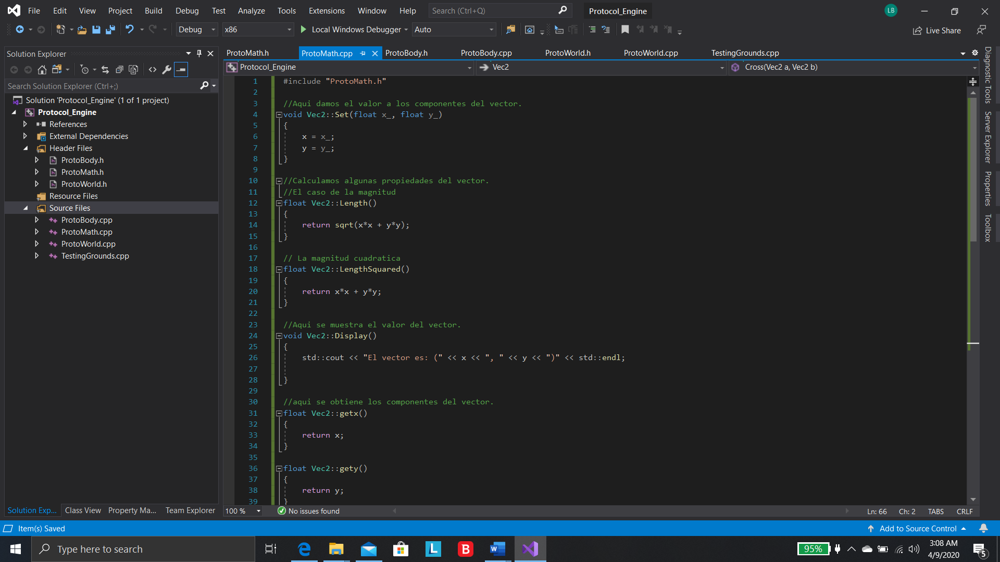 File Edit View Project Build Debug Test Analyze Tools Extensions Window Help Search (Ctrl+Q) Protocol_Engine LB
Debug x86 Local Windows Debugger Auto Live Share
Solution Explorer
Search Solution Explorer (Ctrl+;)
Solution 'Protocol_Engine' (1 of 1 project)
Protocol_Engine
References
External Dependencies
Header Files
ProtoBody.h
ProtoMath.h
ProtoWorld.h
Resource Files
Source Files
ProtoBody.cpp
ProtoMath.cpp
ProtoWorld.cpp
TestingGrounds.cpp
Solution Exp... Class View Property Ma... Team Explorer
ProtoMath.h ProtoMath.cpp ProtoBody.h ProtoBody.cpp ProtoWorld.h ProtoWorld.cpp TestingGrounds.cpp
Protocol_Engine Vec2 Cross(Vec2 a, Vec2 b)
1 #include "ProtoMath.h"
2
3 //Aqui damos el valor a los componentes del vector.
4 void Vec2::Set(float x_, float y_)
5 {
6 x = x_;
7 y = y_;
8 }
9
10 //Calculamos algunas propiedades del vector.
11 //El caso de la magnitud
12 float Vec2::Length()
13 {
14 return sqrt(x*x + y*y);
15 }
16
17 // La magnitud cuadratica
18 float Vec2::LengthSquared()
19 {
20 return x*x + y*y;
21 }
22
23 //Aqui se muestra el valor del vector.
24 void Vec2::Display()
25 {
26 std::cout << "El vector es: (" << x << ", " << y << ")" << std::endl;
27
28 }
29
30 //aqui se obtiene los componentes del vector.
31 float Vec2::getx()
32 {
33 return x;
34 }
35
36 float Vec2::gety()
37 {
38 return y;
39 }
100 % No issues found Ln: 66 Ch: 2 TABS CRLF
Diagnostic Tools
Server Explorer
Properties
Toolbox
Item(s) Saved Add to Source Control
Type here to search
L
B
95%
3:08 AM
4/9/2020
5